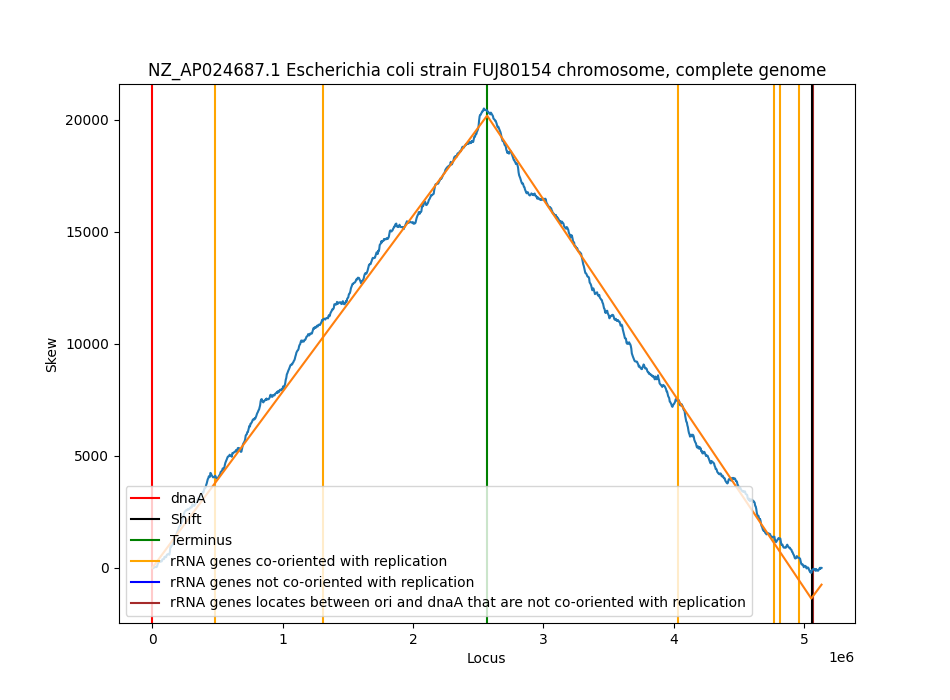 NZ_AP024687.1 Escherichia coli strain FUJ80154 chromosome, complete genome
Skew
20000
15000
10000
5000
0
dnaA
Shift
Terminus
rRNA genes co-oriented with replication
rRNA genes not co-oriented with replication
rRNA genes locates between ori and dnaA that are not co-oriented with replication
0 1 2 3 4 5
1e6
Locus